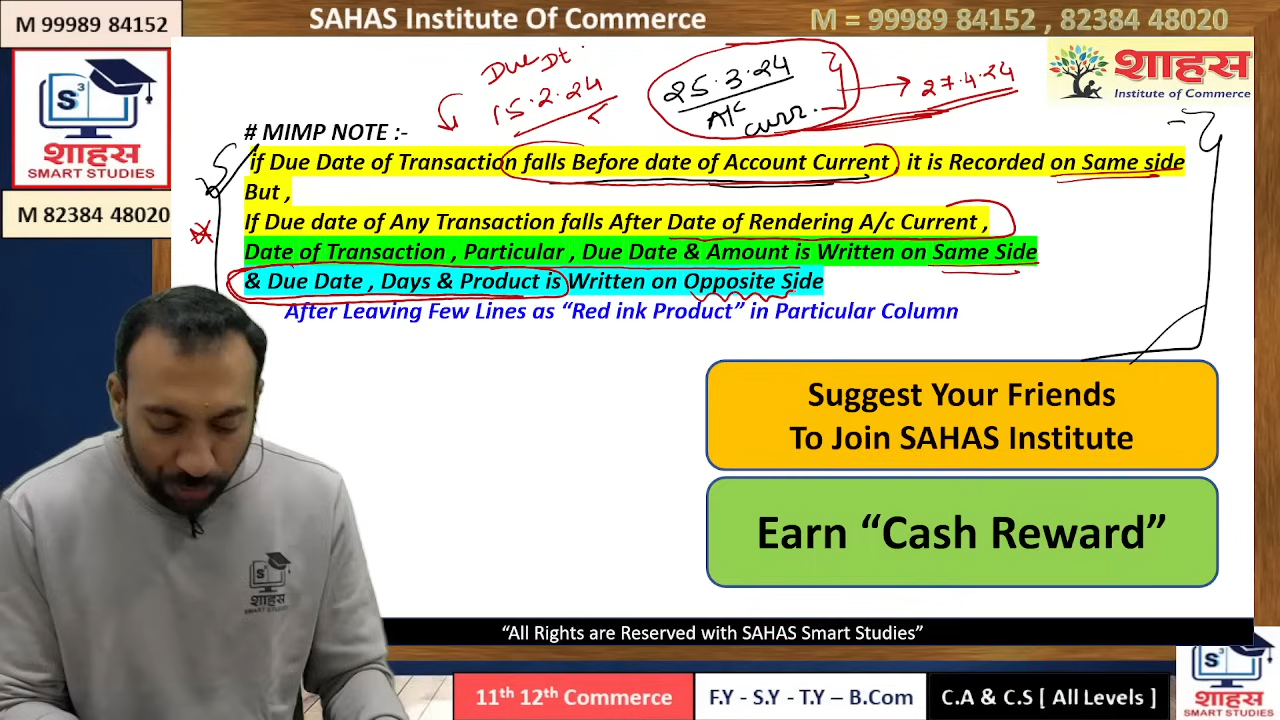 M 99989 84152
SAHAS Institute Of Commerce
M = 99989 84152 , 82384 48020
S³
शाहस
SMART STUDIES
M 82384 48020
Due Dt.
15.2.24
25.3.24
A/c
curr.
27.4.24
शाहस
Institute of Commerce
# MIMP NOTE :-
if Due Date of Transaction falls Before date of Account Current it is Recorded on Same side
But ,
If Due date of Any Transaction falls After Date of Rendering A/c Current ,
Date of Transaction , Particular , Due Date & Amount is Written on Same Side
& Due Date , Days & Product is Written on Opposite Side
After Leaving Few Lines as “Red ink Product” in Particular Column
Suggest Your Friends
To Join SAHAS Institute
Earn “Cash Reward”
S³
शाहस
SMART STUDIES
“All Rights are Reserved with SAHAS Smart Studies”
11th 12th Commerce
F.Y - S.Y - T.Y – B.Com
C.A & C.S [ All Levels ]
S³
शाहस
SMART STUDIES